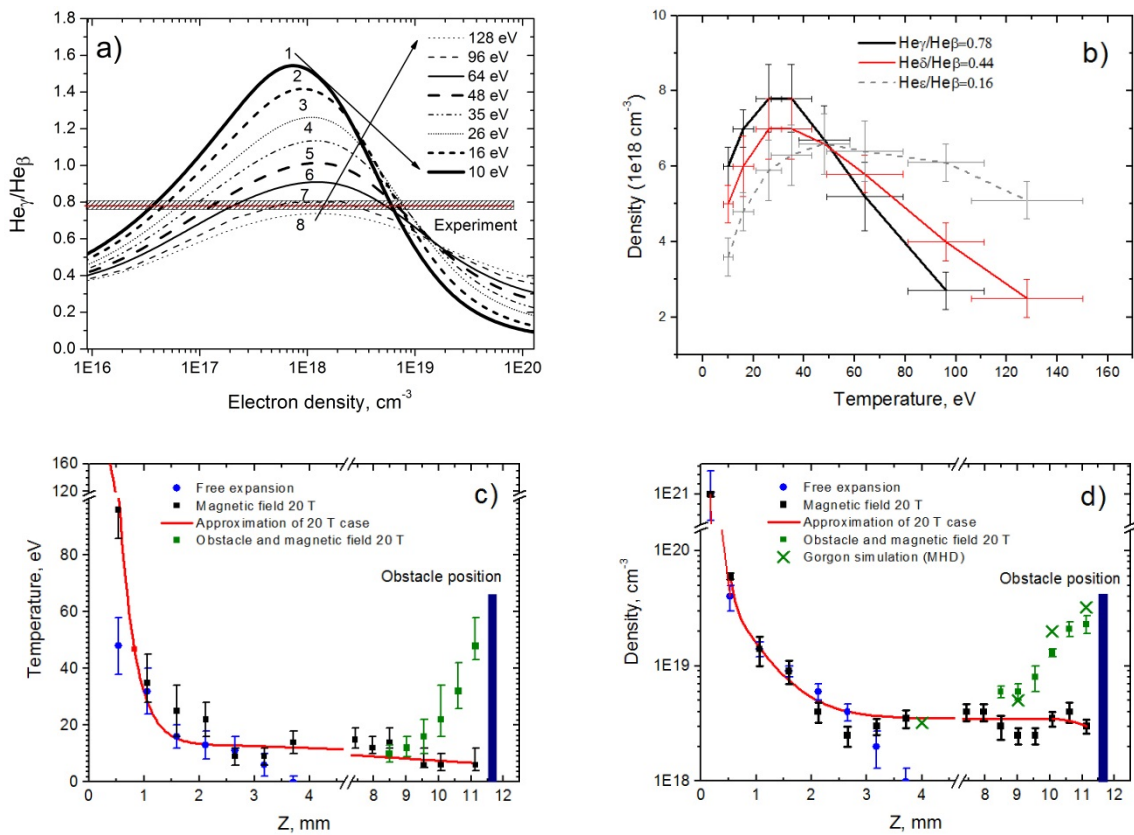 a)
Heγ/Heβ
1.8
1.6
1.4
1.2
1.0
0.8
0.6
0.4
0.2
0.0
1
2
3
4
5
6
7
8
128 eV
96 eV
64 eV
48 eV
35 eV
26 eV
16 eV
10 eV
Experiment
1E16 1E17 1E18 1E19 1E20
Electron density, cm⁻³
b)
Density (1e18 cm⁻³)
10
8
6
4
2
Heγ/Heβ=0.78
Heδ/Heβ=0.44
Heε/Heβ=0.16
0 20 40 60 80 100 120 140 160
Temperature, eV
c)
Temperature, eV
160
120
100
80
60
40
20
0
Free expansion
Magnetic field 20 T
Approximation of 20 T case
Obstacle and magnetic field 20 T
Obstacle position
0 1 2 3 4 8 9 10 11 12
Z, mm
d)
Density, cm⁻³
1E21
1E20
1E19
1E18
Free expansion
Magnetic field 20 T
Approximation of 20 T case
Obstacle and magnetic field 20 T
Gorgon simulation (MHD)
Obstacle position
0 1 2 3 4 8 9 10 11 12
Z, mm